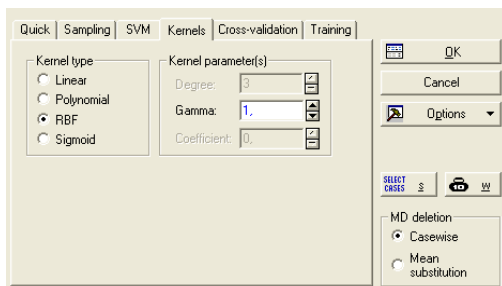 Quick Sampling SVM Kernels Cross-validation Training
Kernel type
Linear
Polynomial
RBF
Sigmoid
Kernel parameter(s)
Degree: 3
Gamma: 1,
Coefficient: 0,
OK
Cancel
Options
SELECT CASES S
10 W
MD deletion
Casewise
Mean
substitution